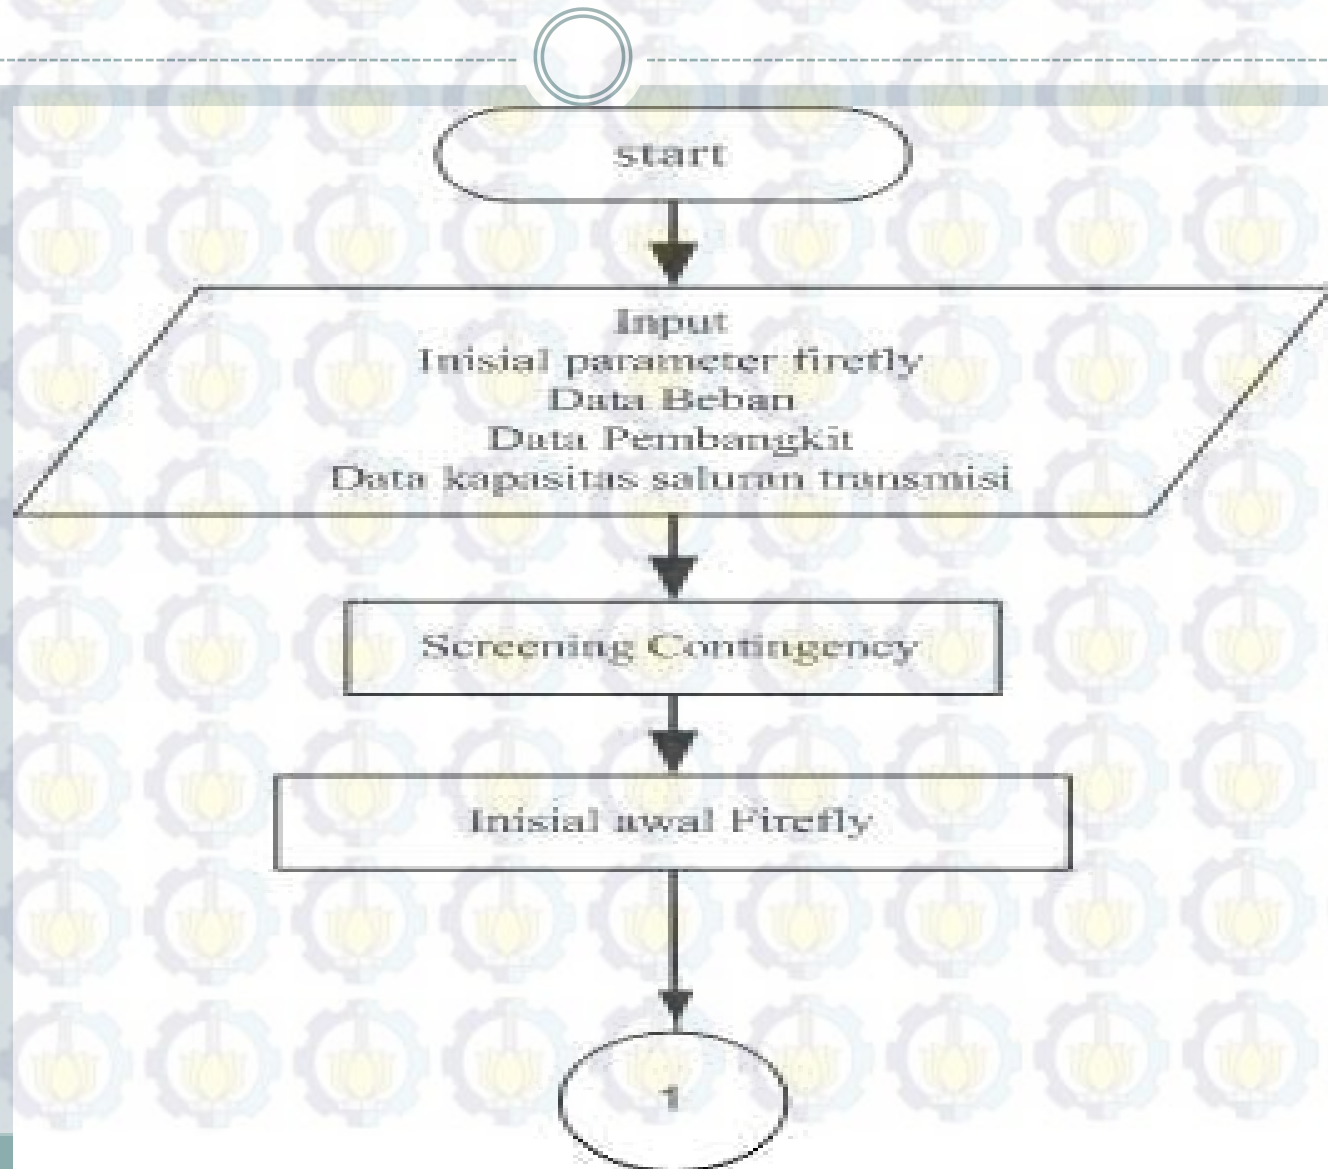 start
Input
Inisial parameter firefly
Data Beban
Data Pembangkit
Data kapasitas saluran transmisi
Screening Contingency
Inisial awal Firefly
1